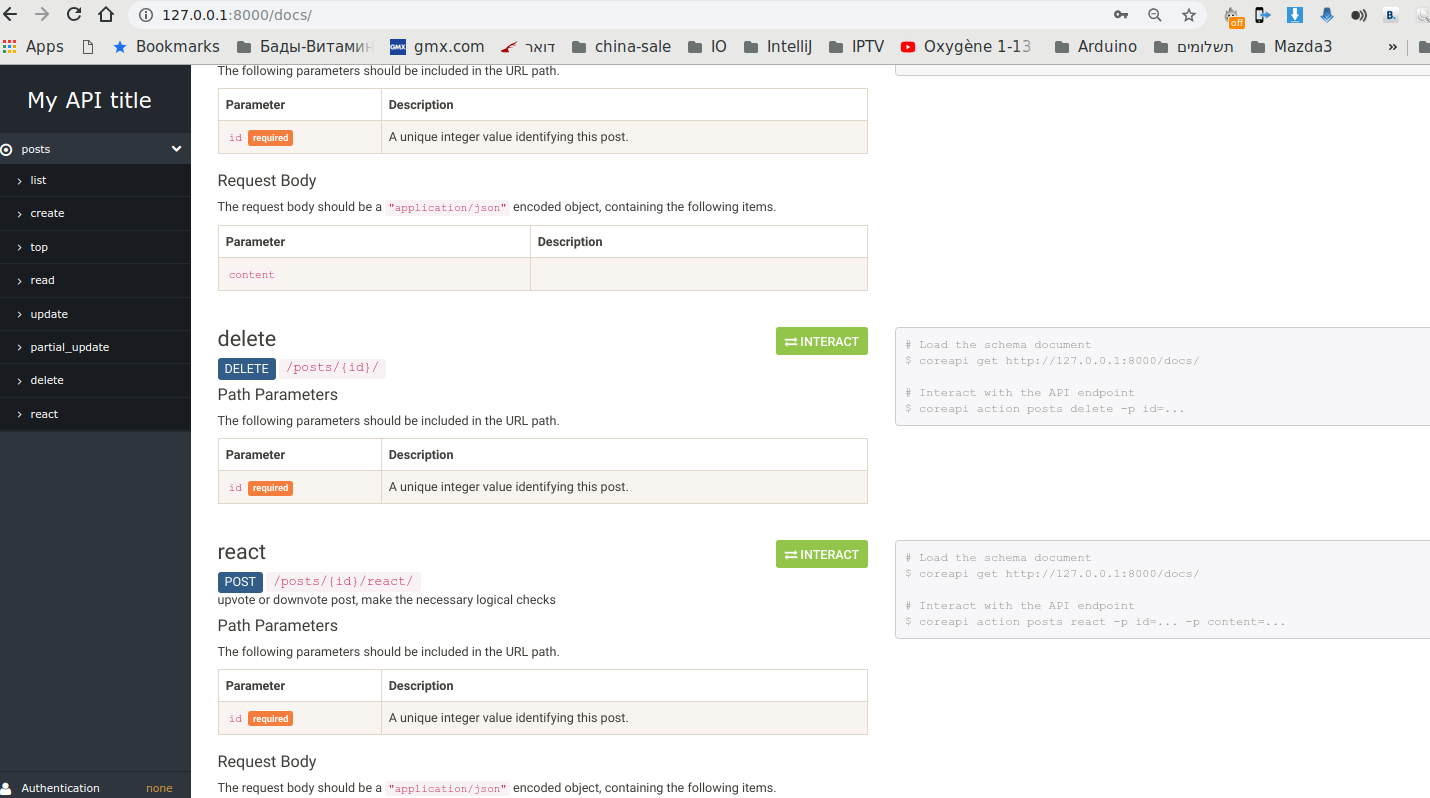 127.0.0.1:8000/docs/
off
B.
Apps
Bookmarks
Бады-Витамин
GMX
gmx.com
דואר
china-sale
IO
IntelliJ
IPTV
Oxygène 1-13
Arduino
תשלומים
Mazda3
»
My API title
posts
list
create
top
read
update
partial_update
delete
react
Authentication none
The following parameters should be included in the URL path.
Parameter Description
id required A unique integer value identifying this post.
Request Body
The request body should be a "application/json" encoded object, containing the following items.
Parameter Description
content
delete
INTERACT
DELETE /posts/{id}/
Path Parameters
The following parameters should be included in the URL path.
Parameter Description
id required A unique integer value identifying this post.
# Load the schema document
$ coreapi get http://127.0.0.1:8000/docs/
# Interact with the API endpoint
$ coreapi action posts delete -p id=...
react
INTERACT
POST /posts/{id}/react/
upvote or downvote post, make the necessary logical checks
Path Parameters
The following parameters should be included in the URL path.
Parameter Description
id required A unique integer value identifying this post.
Request Body
The request body should be a "application/json" encoded object, containing the following items.
# Load the schema document
$ coreapi get http://127.0.0.1:8000/docs/
# Interact with the API endpoint
$ coreapi action posts react -p id=... -p content=...